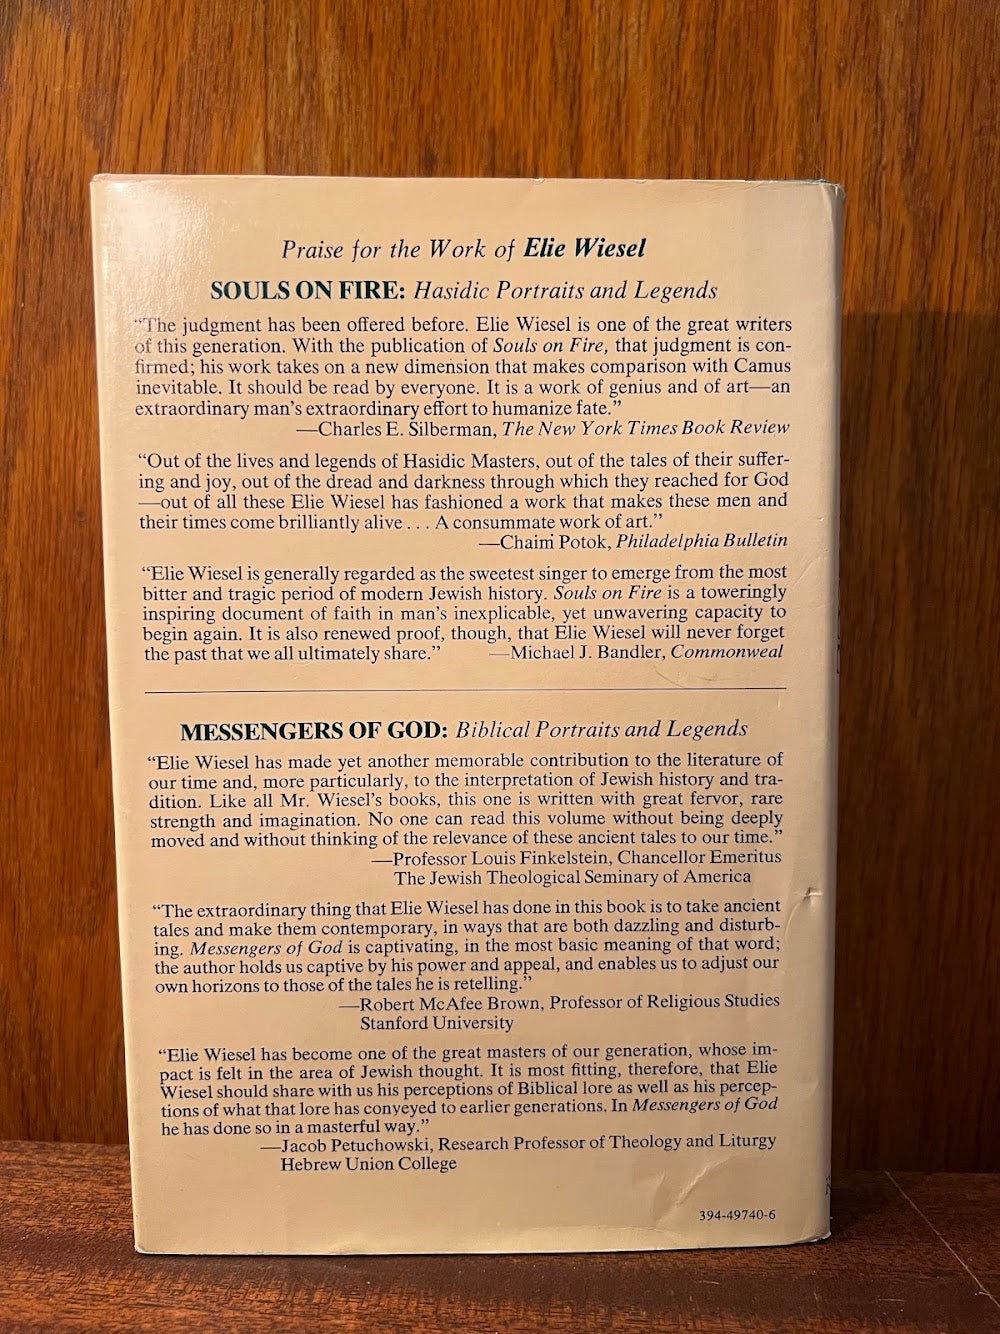 Praise for the Work of Elie Wiesel
SOULS ON FIRE: Hasidic Portraits and Legends
“The judgment has been offered before. Elie Wiesel is one of the great writers
of this generation. With the publication of Souls on Fire, that judgment is con-
firmed; his work takes on a new dimension that makes comparison with Camus
inevitable. It should be read by everyone. It is a work of genius and of art—an
extraordinary man’s extraordinary effort to humanize fate.”
—Charles E. Silberman, The New York Times Book Review
“Out of the lives and legends of Hasidic Masters, out of the tales of their suffer-
ing and joy, out of the dread and darkness through which they reached for God
—out of all these Elie Wiesel has fashioned a work that makes these men and
their times come brilliantly alive . . . A consummate work of art.”
—Chaim Potok, Philadelphia Bulletin
“Elie Wiesel is generally regarded as the sweetest singer to emerge from the most
bitter and tragic period of modern Jewish history. Souls on Fire is a toweringly
inspiring document of faith in man’s inexplicable, yet unwavering capacity to
begin again. It is also renewed proof, though, that Elie Wiesel will never forget
the past that we all ultimately share.” —Michael J. Bandler, Commonweal
MESSENGERS OF GOD: Biblical Portraits and Legends
“Elie Wiesel has made yet another memorable contribution to the literature of
our time and, more particularly, to the interpretation of Jewish history and tra-
dition. Like all Mr. Wiesel’s books, this one is written with great fervor, rare
strength and imagination. No one can read this volume without being deeply
moved and without thinking of the relevance of these ancient tales to our time.”
—Professor Louis Finkelstein, Chancellor Emeritus
The Jewish Theological Seminary of America
“The extraordinary thing that Elie Wiesel has done in this book is to take ancient
tales and make them contemporary, in ways that are both dazzling and disturb-
ing. Messengers of God is captivating, in the most basic meaning of that word;
the author holds us captive by his power and appeal, and enables us to adjust our
own horizons to those of the tales he is retelling.”
—Robert McAfee Brown, Professor of Religious Studies
Stanford University
“Elie Wiesel has become one of the great masters of our generation, whose im-
pact is felt in the area of Jewish thought. It is most fitting, therefore, that Elie
Wiesel should share with us his perceptions of Biblical lore as well as his percep-
tions of what that lore has conveyed to earlier generations. In Messengers of God
he has done so in a masterful way.”
—Jacob Petuchowski, Research Professor of Theology and Liturgy
Hebrew Union College
394-49740-6